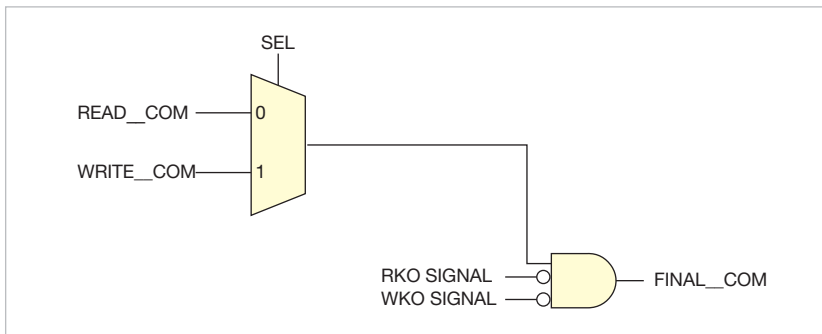 SEL
READ__COM
0
WRITE__COM
1
RKO SIGNAL
WKO SIGNAL
FINAL__COM